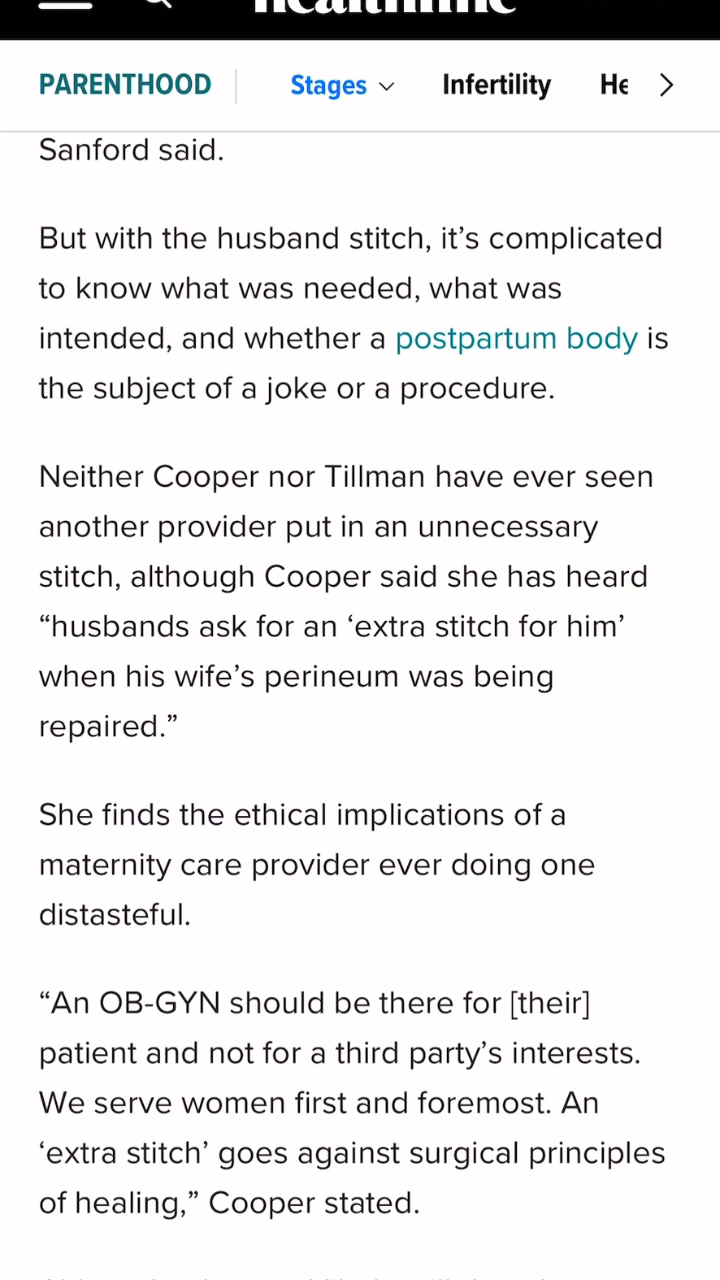 healthline
PARENTHOOD
Stages
Infertility
He
Sanford said.
But with the husband stitch, it’s complicated
to know what was needed, what was
intended, and whether a postpartum body is
the subject of a joke or a procedure.
Neither Cooper nor Tillman have ever seen
another provider put in an unnecessary
stitch, although Cooper said she has heard
“husbands ask for an ‘extra stitch for him’
when his wife’s perineum was being
repaired.”
She finds the ethical implications of a
maternity care provider ever doing one
distasteful.
“An OB-GYN should be there for [their]
patient and not for a third party’s interests.
We serve women first and foremost. An
‘extra stitch’ goes against surgical principles
of healing,” Cooper stated.